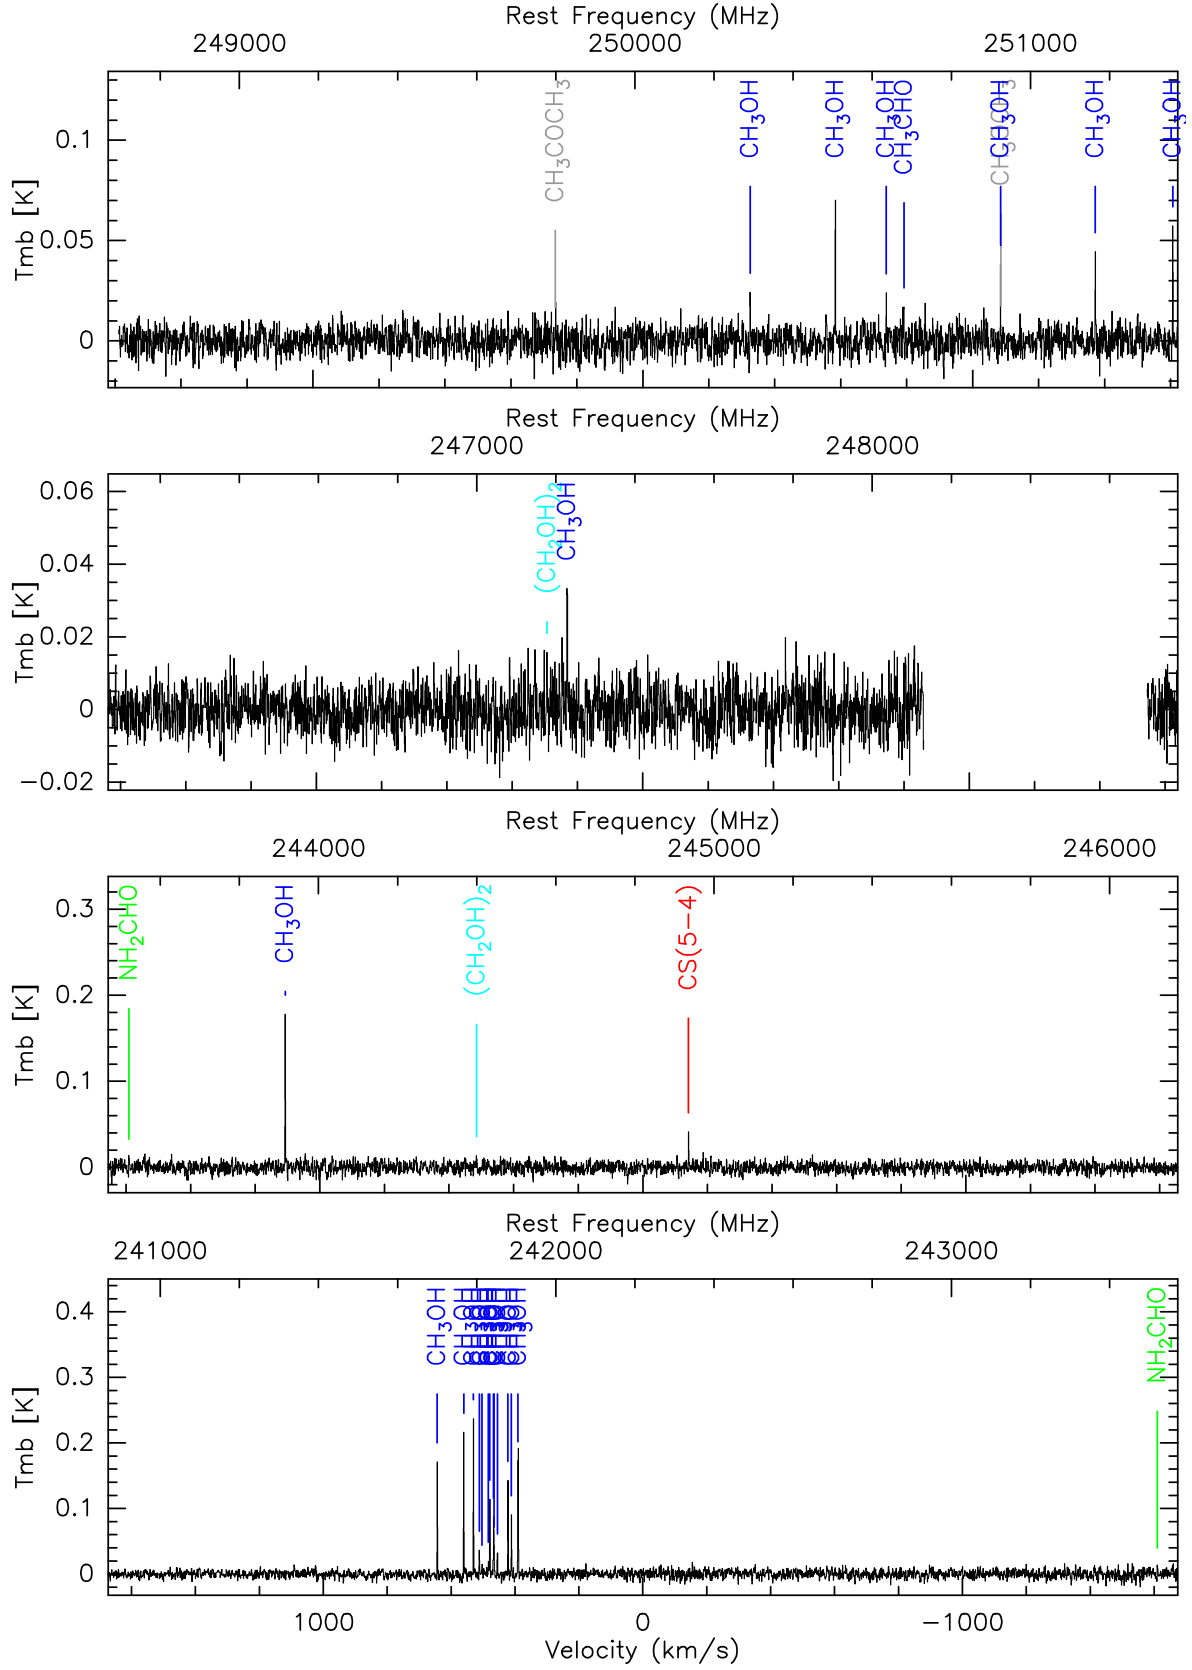 Rest Frequency (MHz)
249000 250000 251000
CH3COCH3 CH3OH CH3OH CH3OH CH3CHO CH3OH CH3OH CH3OH
0.1
0.05
0
Tmb [K]
Rest Frequency (MHz)
247000 248000
(CH2OH)2 CH3OH
0.06
0.04
0.02
0
−0.02
Tmb [K]
Rest Frequency (MHz)
244000 245000 246000
NH2CHO CH3OH (CH2OH)2 CS(5−4)
0.3
0.2
0.1
0
Tmb [K]
Rest Frequency (MHz)
241000 242000 243000
CH3OH NH2CHO
0.4
0.3
0.2
0.1
0
Tmb [K]
1000 0 −1000
Velocity (km/s)